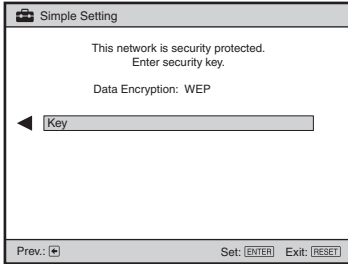 Simple Setting
This network is security protected.
Enter security key.
Data Encryption: WEP
Key
Prev.: Set: ENTER Exit: RESET